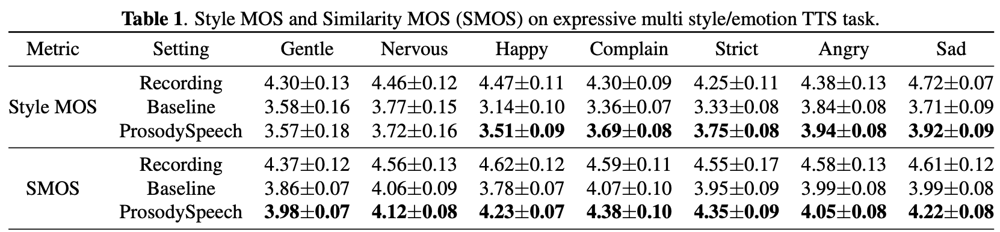 Table 1. Style MOS and Similarity MOS (SMOS) on expressive multi style/emotion TTS task.
Metric Setting Gentle Nervous Happy Complain Strict Angry Sad
Recording 4.30±0.13 4.46±0.12 4.47±0.11 4.30±0.09 4.25±0.11 4.38±0.13 4.72±0.07
Style MOS Baseline 3.58±0.16 3.77±0.15 3.14±0.10 3.36±0.07 3.33±0.08 3.84±0.08 3.71±0.09
ProsodySpeech 3.57±0.18 3.72±0.16 3.51±0.09 3.69±0.08 3.75±0.08 3.94±0.08 3.92±0.09
Recording 4.37±0.12 4.56±0.13 4.62±0.12 4.59±0.11 4.55±0.17 4.58±0.13 4.61±0.12
SMOS Baseline 3.86±0.07 4.06±0.09 3.78±0.07 4.07±0.10 3.95±0.09 3.99±0.08 3.99±0.08
ProsodySpeech 3.98±0.07 4.12±0.08 4.23±0.07 4.38±0.10 4.35±0.09 4.05±0.08 4.22±0.08